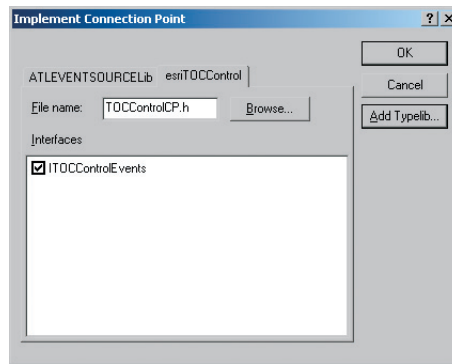 Implement Connection Point
OK
Cancel
Add Typelib...
ATLEVENTSOURCELib
esriTOCControl
File name:
TOCControlCP.h
Browse...
Interfaces
ITOCControlEvents